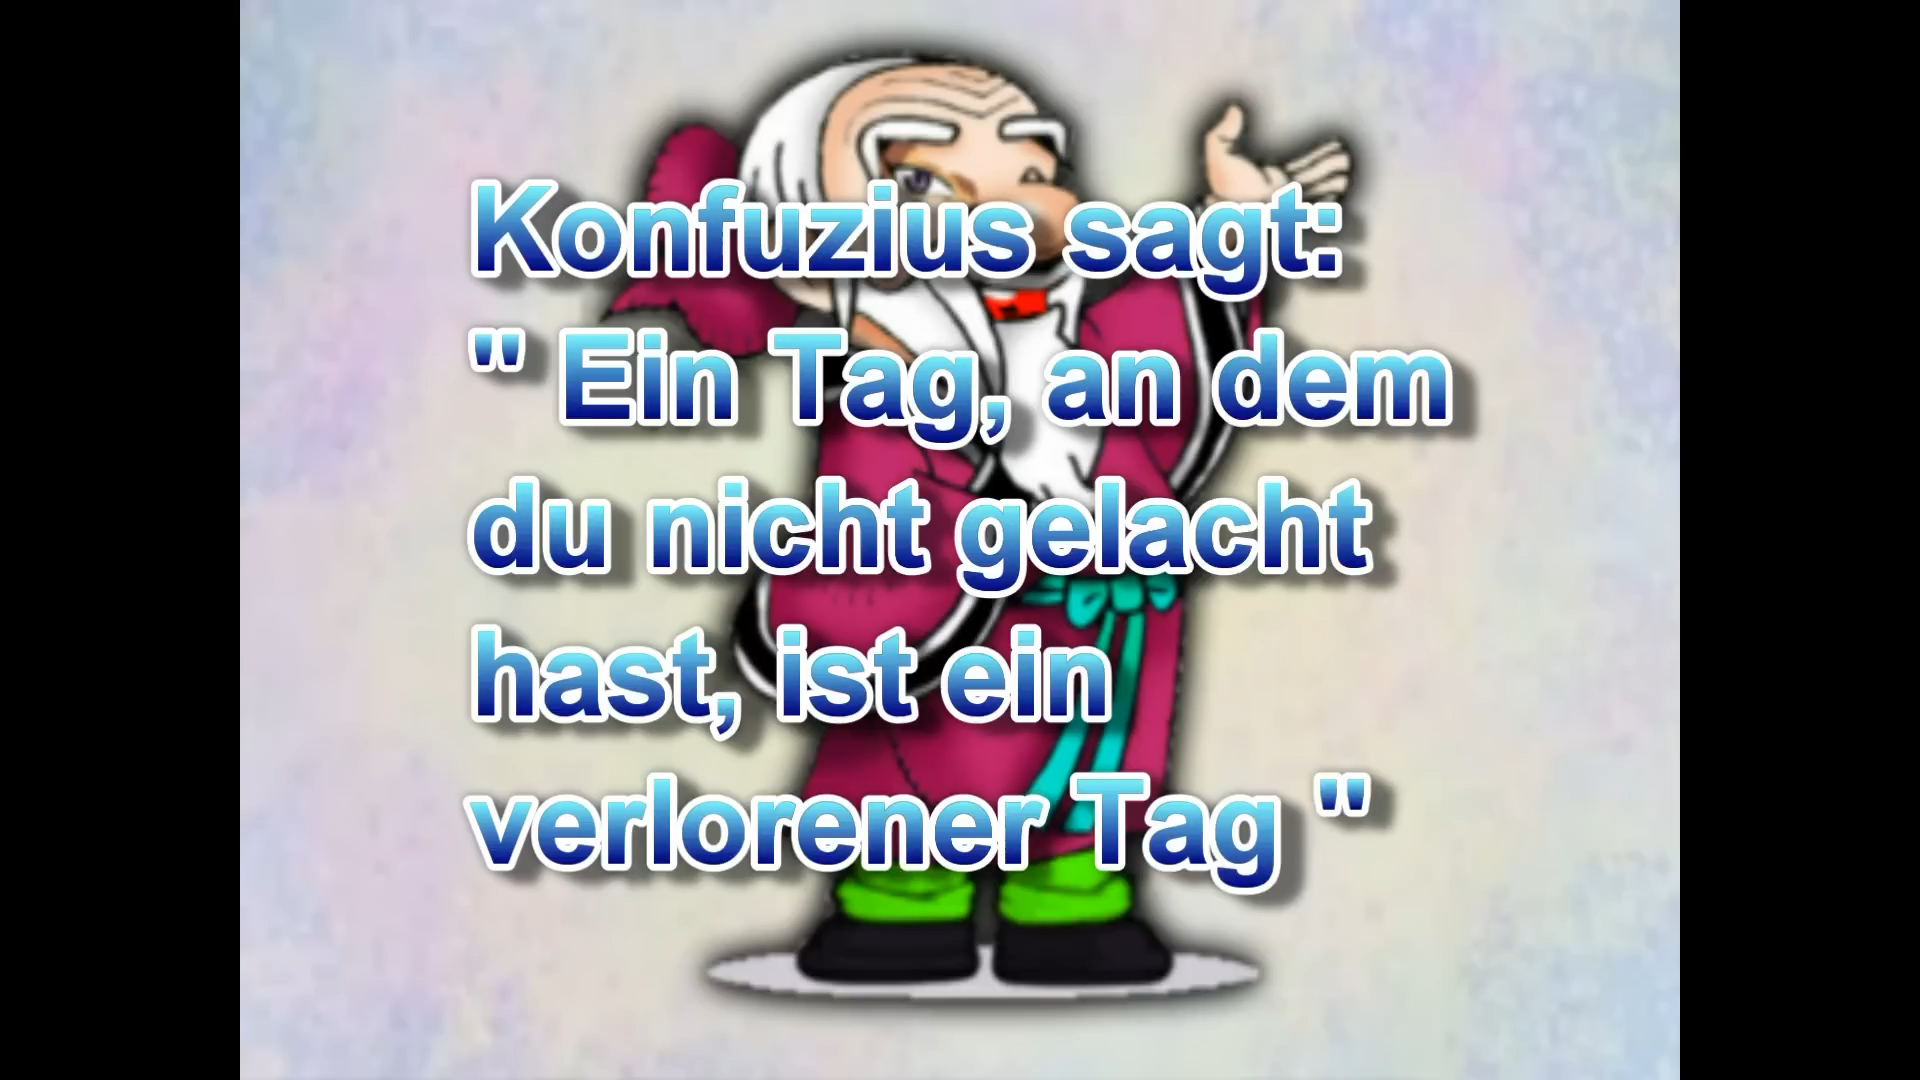 Konfuzius sagt:
" Ein Tag, an dem
du nicht gelacht
hast, ist ein
verlorener Tag "